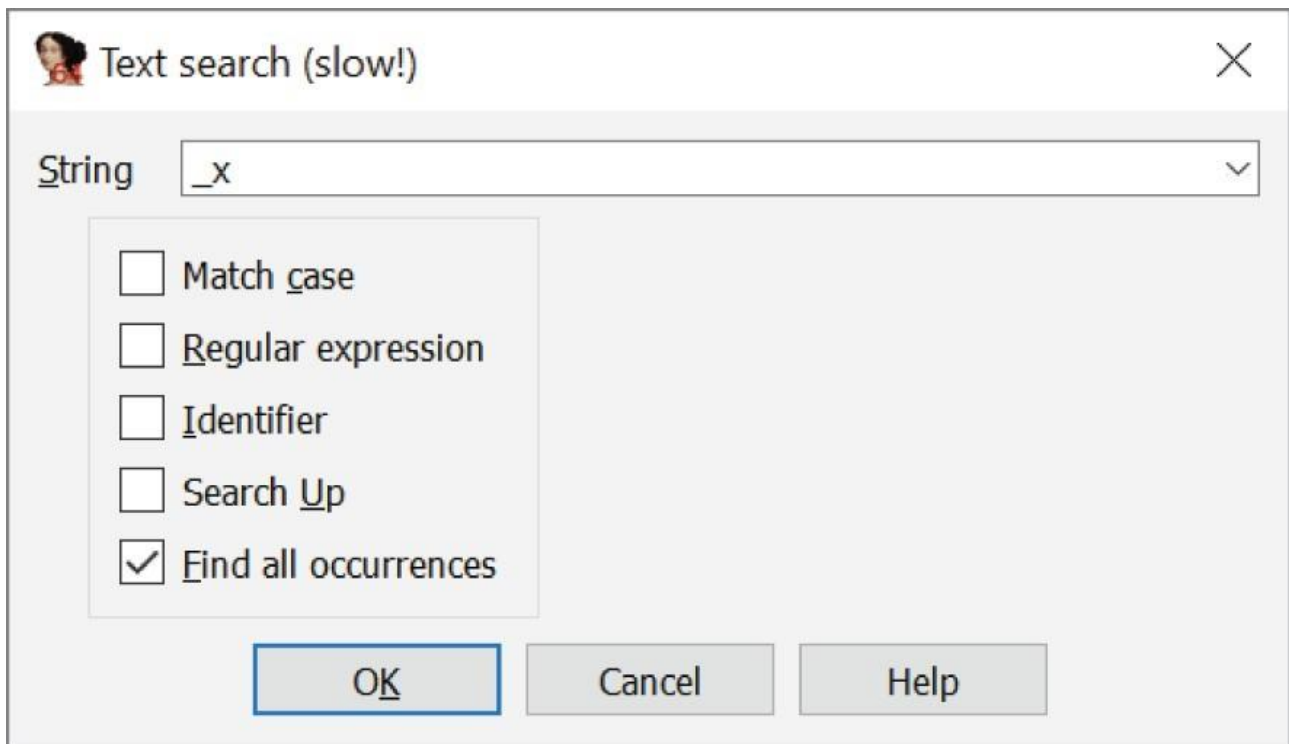 Text search (slow!)
String _x
Match case
Regular expression
Identifier
Search Up
Find all occurrences
OK Cancel Help